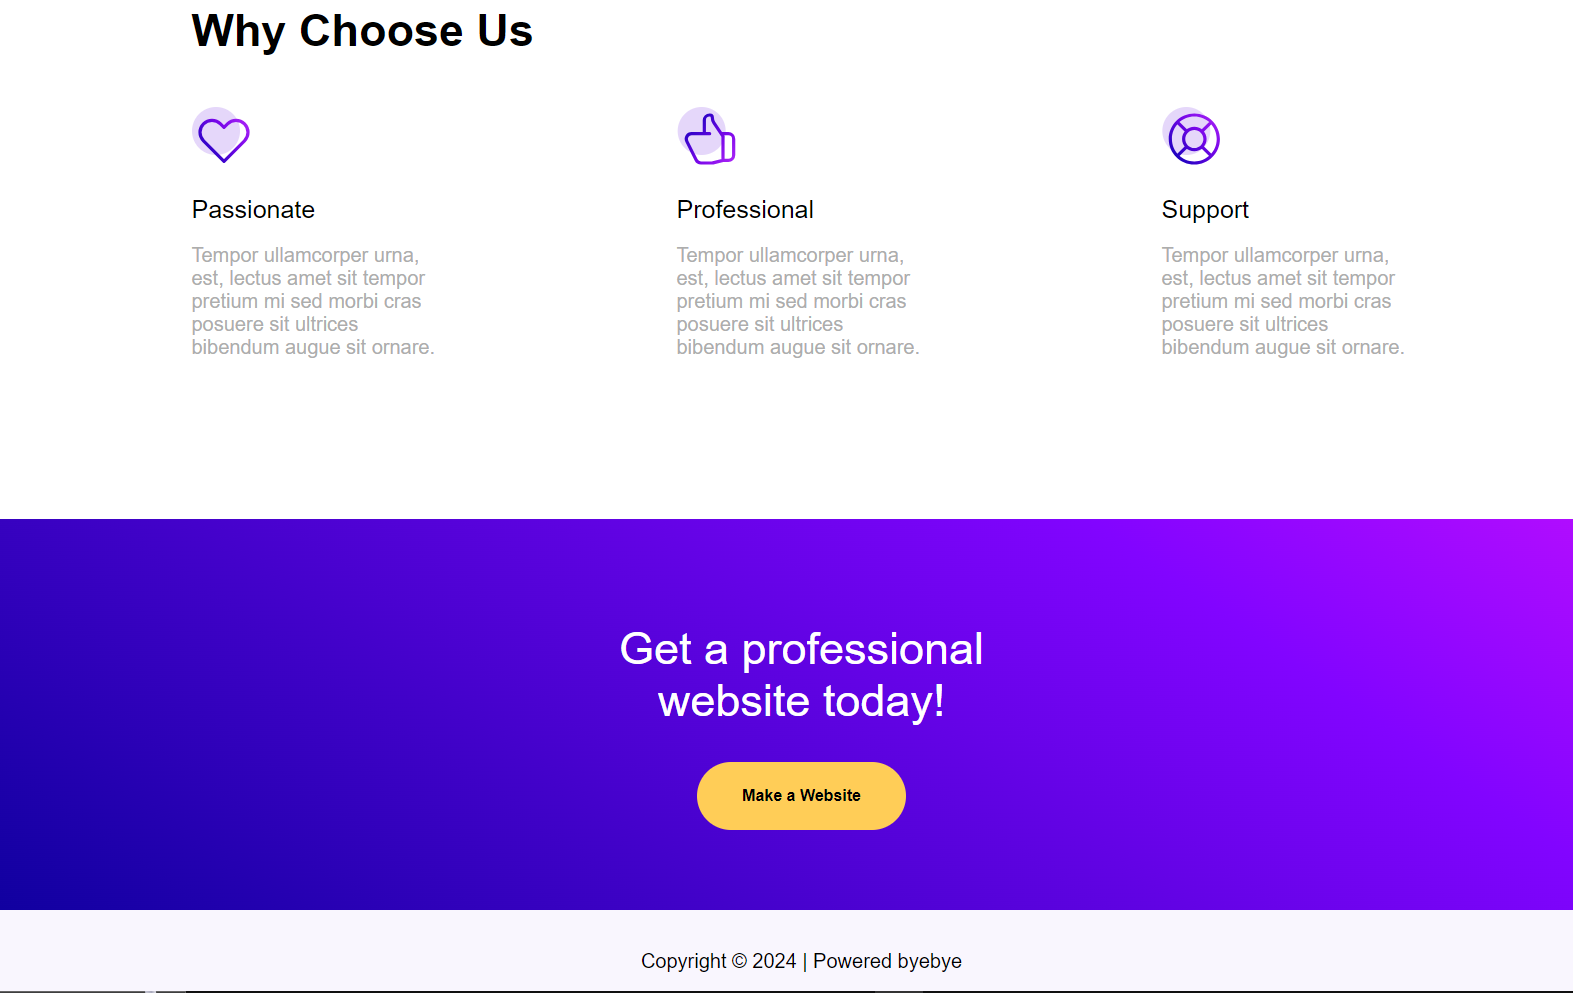 Why Choose Us
Passionate
Tempor ullamcorper urna,
est, lectus amet sit tempor
pretium mi sed morbi cras
posuere sit ultrices
bibendum augue sit ornare.
Professional
Tempor ullamcorper urna,
est, lectus amet sit tempor
pretium mi sed morbi cras
posuere sit ultrices
bibendum augue sit ornare.
Support
Tempor ullamcorper urna,
est, lectus amet sit tempor
pretium mi sed morbi cras
posuere sit ultrices
bibendum augue sit ornare.
Get a professional
website today!
Make a Website
Copyright © 2024 | Powered byebye